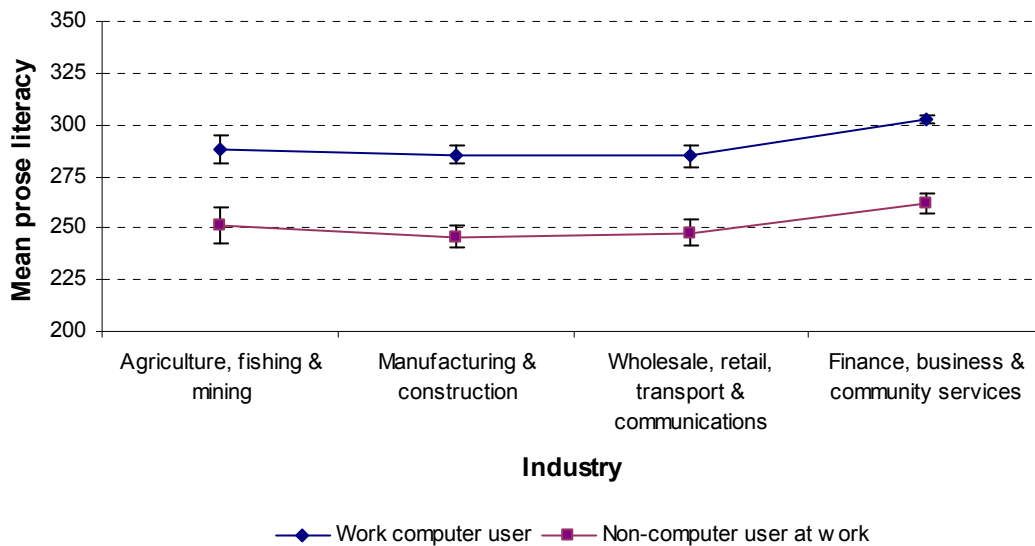 350
325
300
275
250
225
200
Mean prose literacy
Agriculture, fishing &
mining
Manufacturing &
construction
Wholesale, retail,
transport &
communications
Finance, business &
community services
Industry
Work computer user
Non-computer user at work